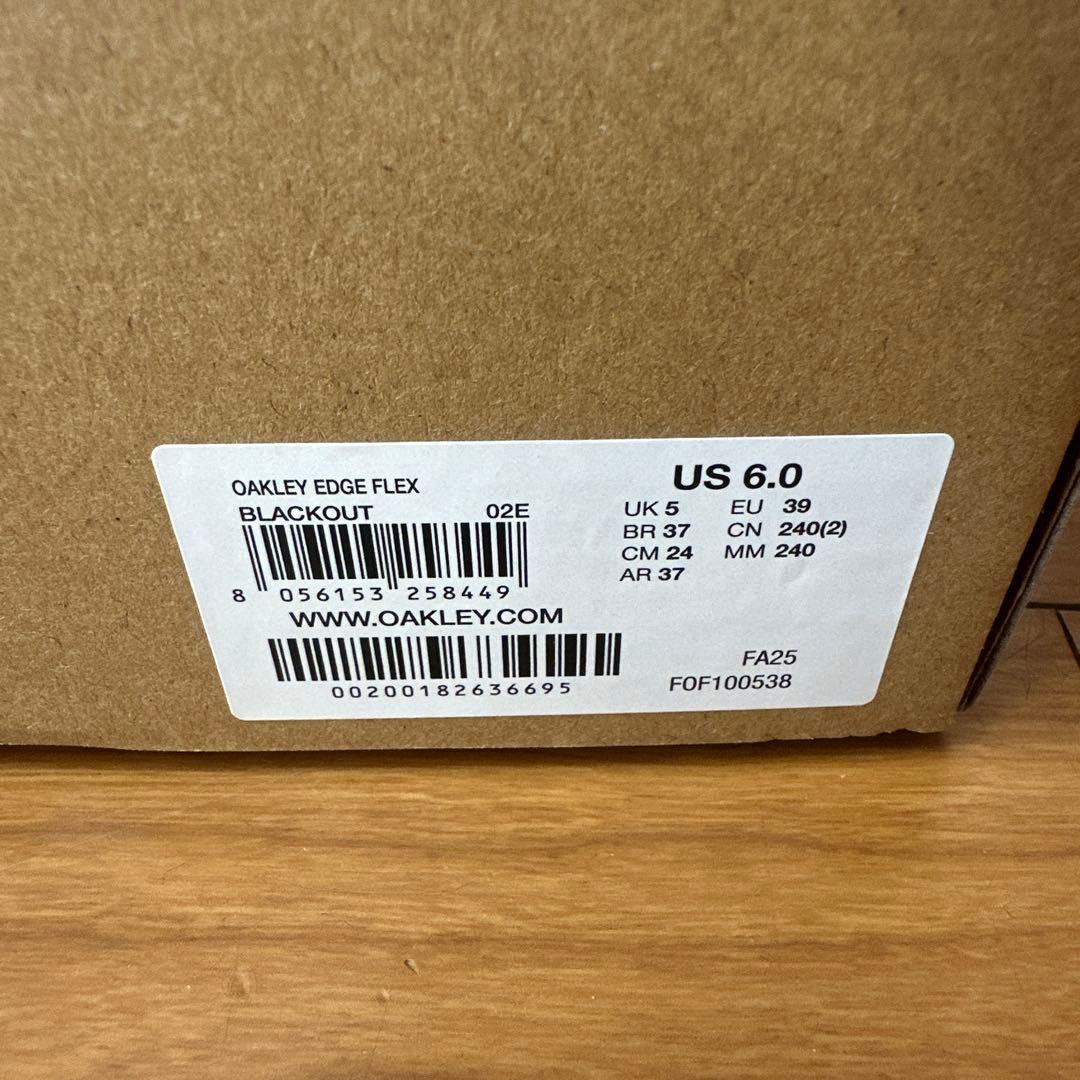 OAKLEY EDGE FLEX
BLACKOUT 02E
8 056153 258449
WWW.OAKLEY.COM
00200182636695
US 6.0
UK 5 EU 39
BR 37 CN 240(2)
CM 24 MM 240
AR 37
FA25
FOF100538